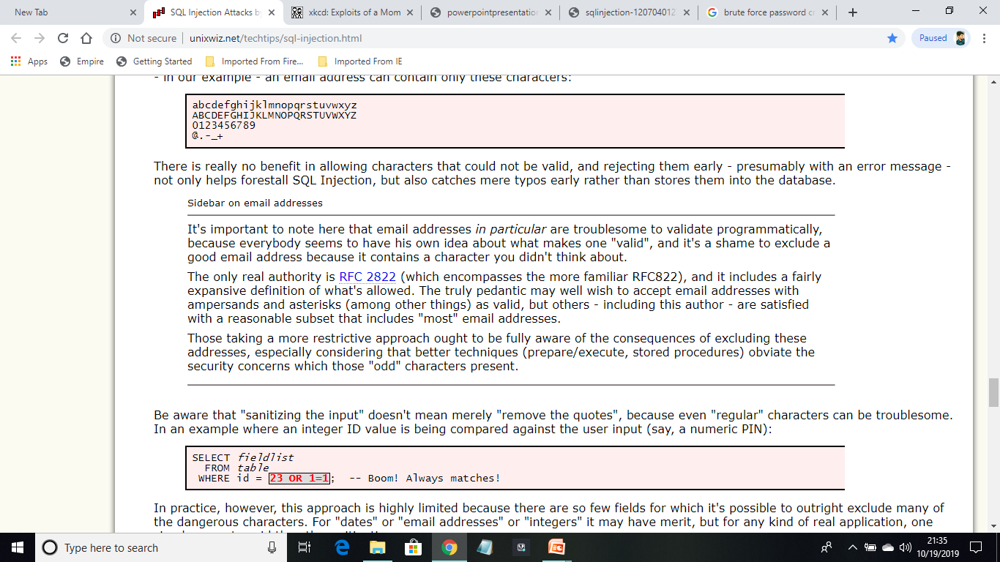 New Tab
SQL Injection Attacks b
xkcd: Exploits of a Mom
powerpointpresentation
sqlinjection-120704012
brute force password cr
Not secure
unixwiz.net/techtips/sql-injection.html
Paused
Apps
Empire
Getting Started
Imported From Fire...
Imported From IE
- in our example - an email address can contain only these characters:
abcdefghijklmnopqrstuvwxyz
ABCDEFGHIJKLMNOPQRSTUVWXYZ
0123456789
@.-_+
There is really no benefit in allowing characters that could not be valid, and rejecting them early - presumably with an error message -
not only helps forestall SQL Injection, but also catches mere typos early rather than stores them into the database.
Sidebar on email addresses
It's important to note here that email addresses in particular are troublesome to validate programmatically,
because everybody seems to have his own idea about what makes one "valid", and it's a shame to exclude a
good email address because it contains a character you didn't think about.
The only real authority is RFC 2822 (which encompasses the more familiar RFC822), and it includes a fairly
expansive definition of what's allowed. The truly pedantic may well wish to accept email addresses with
ampersands and asterisks (among other things) as valid, but others - including this author - are satisfied
with a reasonable subset that includes "most" email addresses.
Those taking a more restrictive approach ought to be fully aware of the consequences of excluding these
addresses, especially considering that better techniques (prepare/execute, stored procedures) obviate the
security concerns which those "odd" characters present.
Be aware that "sanitizing the input" doesn't mean merely "remove the quotes", because even "regular" characters can be troublesome.
In an example where an integer ID value is being compared against the user input (say, a numeric PIN):
SELECT fieldlist
FROM table
WHERE id = 23 OR 1=1; -- Boom! Always matches!
In practice, however, this approach is highly limited because there are so few fields for which it's possible to outright exclude many of
the dangerous characters. For "dates" or "email addresses" or "integers" it may have merit, but for any kind of real application, one
Type here to search
21:35
10/19/2019